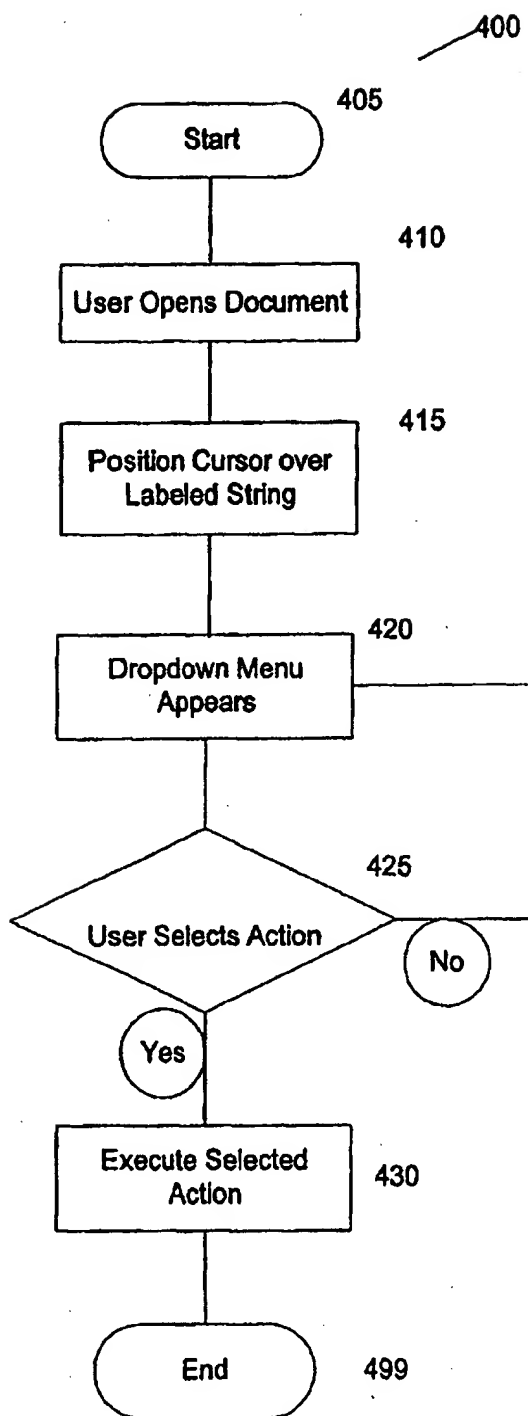 400
405
Start
410
User Opens Document
415
Position Cursor over
Labeled String
420
Dropdown Menu
Appears
425
User Selects Action
No
Yes
Execute Selected
Action
430
End
499